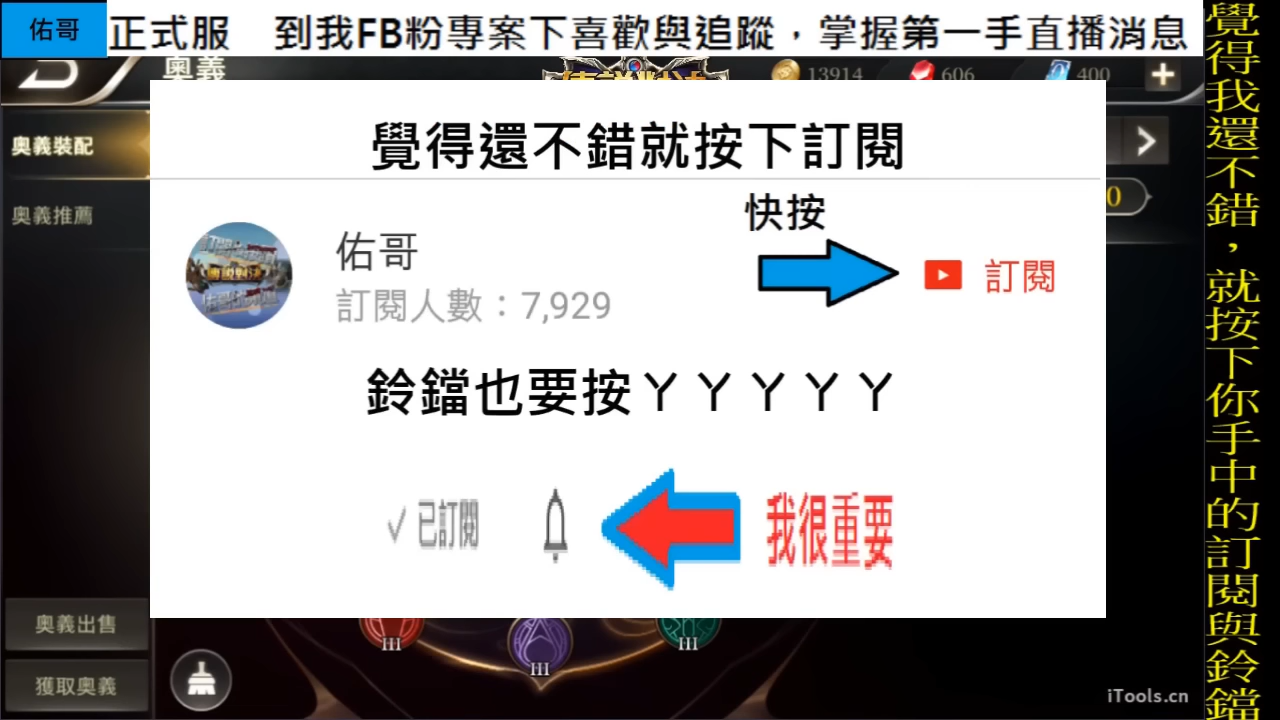 佑哥
正式服 到我FB粉專案下喜歡與追蹤，掌握第一手直播消息
奧義
13914
606
400
奧義裝配
奧義推薦
覺得還不錯就按下訂閱
快按
佑哥
訂閱人數：7,929
訂閱
鈴鐺也要按ㄚㄚㄚㄚㄚ
已訂閱
我很重要
奧義出售
獲取奧義
III
III
III
iTools.cn
覺得我還不錯，就按下你手中的訂閱與鈴鐺